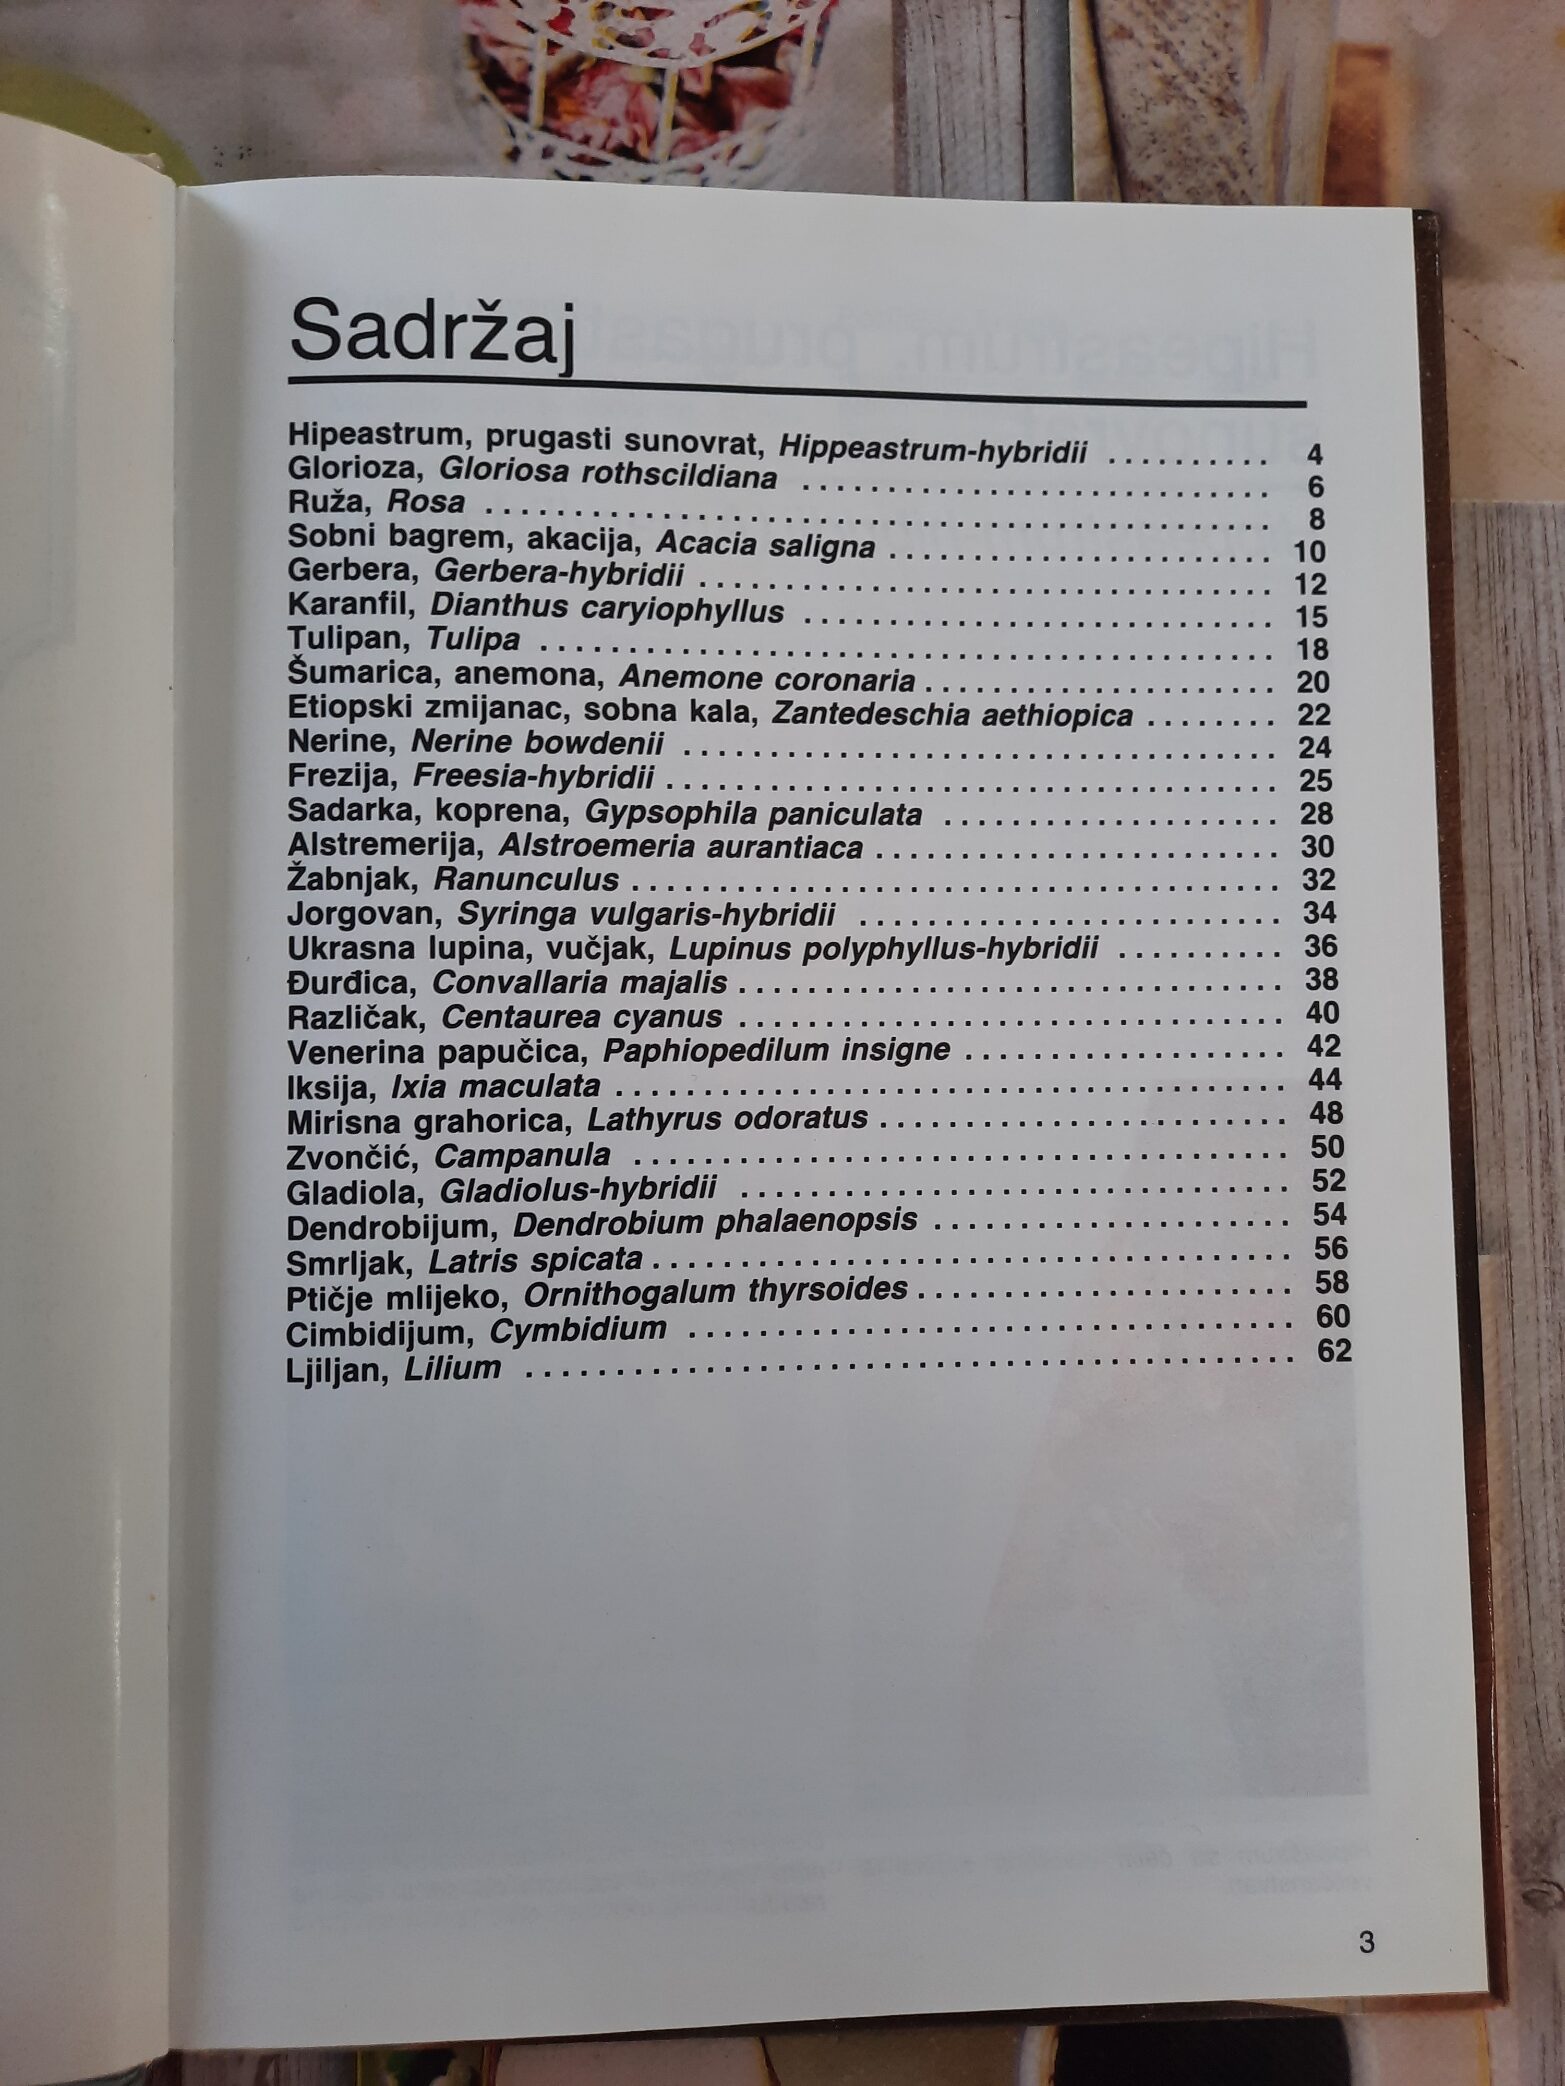 Sadržaj
Hipeastrum, prugasti sunovrat, Hippeastrum-hybridii .......... 4
Glorioza, Gloriosa rothscildiana ........................... 6
Ruža, Rosa ............................................. 8
Sobni bagrem, akacija, Acacia saligna ...................... 10
Gerbera, Gerbera-hybridii ................................. 12
Karanfil, Dianthus caryiophyllus ........................... 15
Tulipan, Tulipa .......................................... 18
Šumarica, anemona, Anemone coronaria ..................... 20
Etiopski zmijanac, sobna kala, Zantedeschia aethiopica ........ 22
Nerine, Nerine bowdenii .................................. 24
Frezija, Freesia-hybridii ................................... 25
Sadarka, koprena, Gypsophila paniculata ................... 28
Alstremerija, Alstroemeria aurantiaca ........................ 30
Žabnjak, Ranunculus ..................................... 32
Jorgovan, Syringa vulgaris-hybridii ......................... 34
Ukrasna lupina, vučjak, Lupinus polyphyllus-hybridii .......... 36
Đurđica, Convallaria majalis ................................ 38
Različak, Centaurea cyanus ................................ 40
Venerina papučica, Paphiopedilum insigne ................... 42
Iksija, Ixia maculata ....................................... 44
Mirisna grahorica, Lathyrus odoratus ........................ 48
Zvončić, Campanula ...................................... 50
Gladiola, Gladiolus-hybridii ................................ 52
Dendrobijum, Dendrobium phalaenopsis ..................... 54
Smrljak, Latris spicata ..................................... 56
Ptičje mlijeko, Ornithogalum thyrsoides ...................... 58
Cimbidijum, Cymbidium ................................... 60
Ljiljan, Lilium ............................................ 62
3